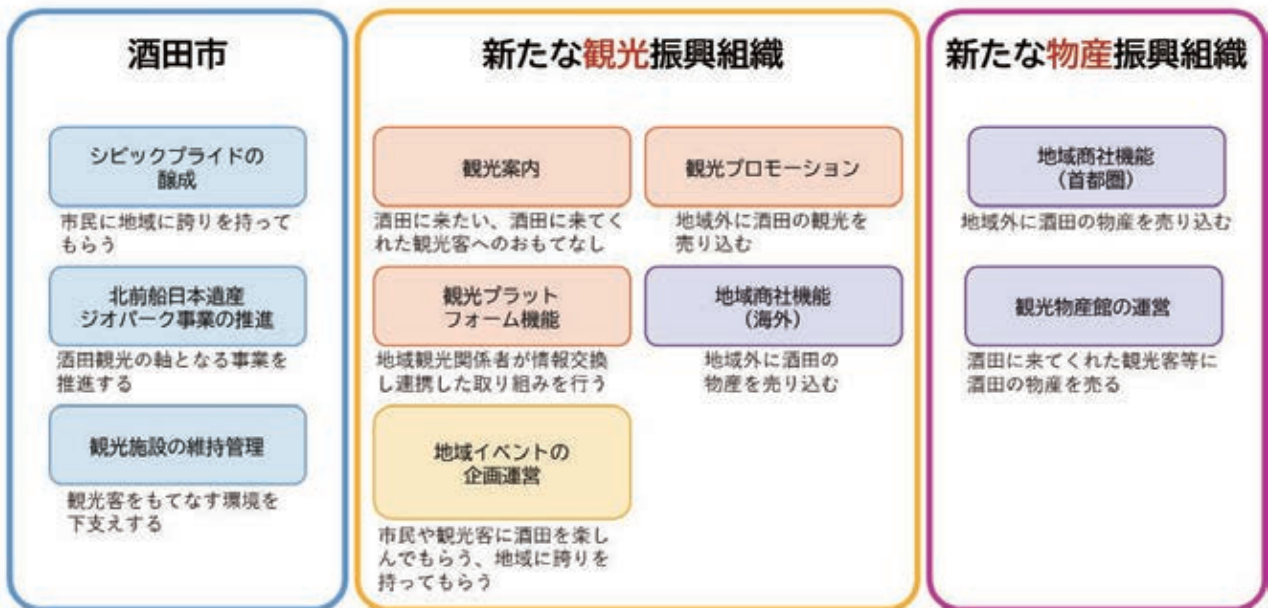 酒田市
シビックプライドの
醸成
市民に地域に誇りを持って
もらう
北前船日本遺産
ジオパーク事業の推進
酒田観光の軸となる事業を
推進する
観光施設の維持管理
観光客をもてなす環境を
下支えする
新たな観光振興組織
観光案内
酒田に来たい、酒田に来てく
れた観光客へのおもてなし
観光プロモーション
地域外に酒田の観光を
売り込む
観光プラット
フォーム機能
地域観光関係者が情報交換
し連携した取り組みを行う
地域商社機能
（海外）
地域外に酒田の
物産を売り込む
地域イベントの
企画運営
市民や観光客に酒田を楽し
んでもらう、地域に誇りを
持ってもらう
新たな物産振興組織
地域商社機能
（首都圏）
地域外に酒田の物産を売り込む
観光物産館の運営
酒田に来てくれた観光客等に
酒田の物産を売る